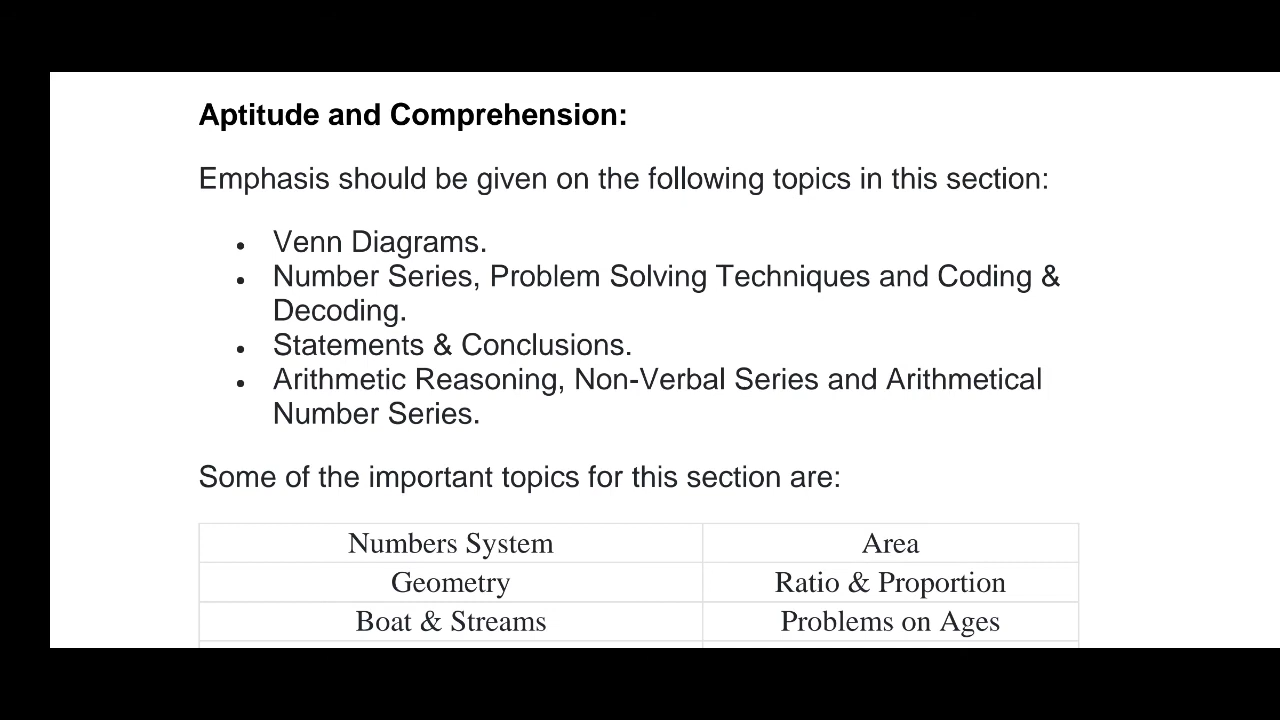 Aptitude and Comprehension:
Emphasis should be given on the following topics in this section:
• Venn Diagrams.
• Number Series, Problem Solving Techniques and Coding &
Decoding.
• Statements & Conclusions.
• Arithmetic Reasoning, Non-Verbal Series and Arithmetical
Number Series.
Some of the important topics for this section are:
Numbers System Area
Geometry Ratio & Proportion
Boat & Streams Problems on Ages